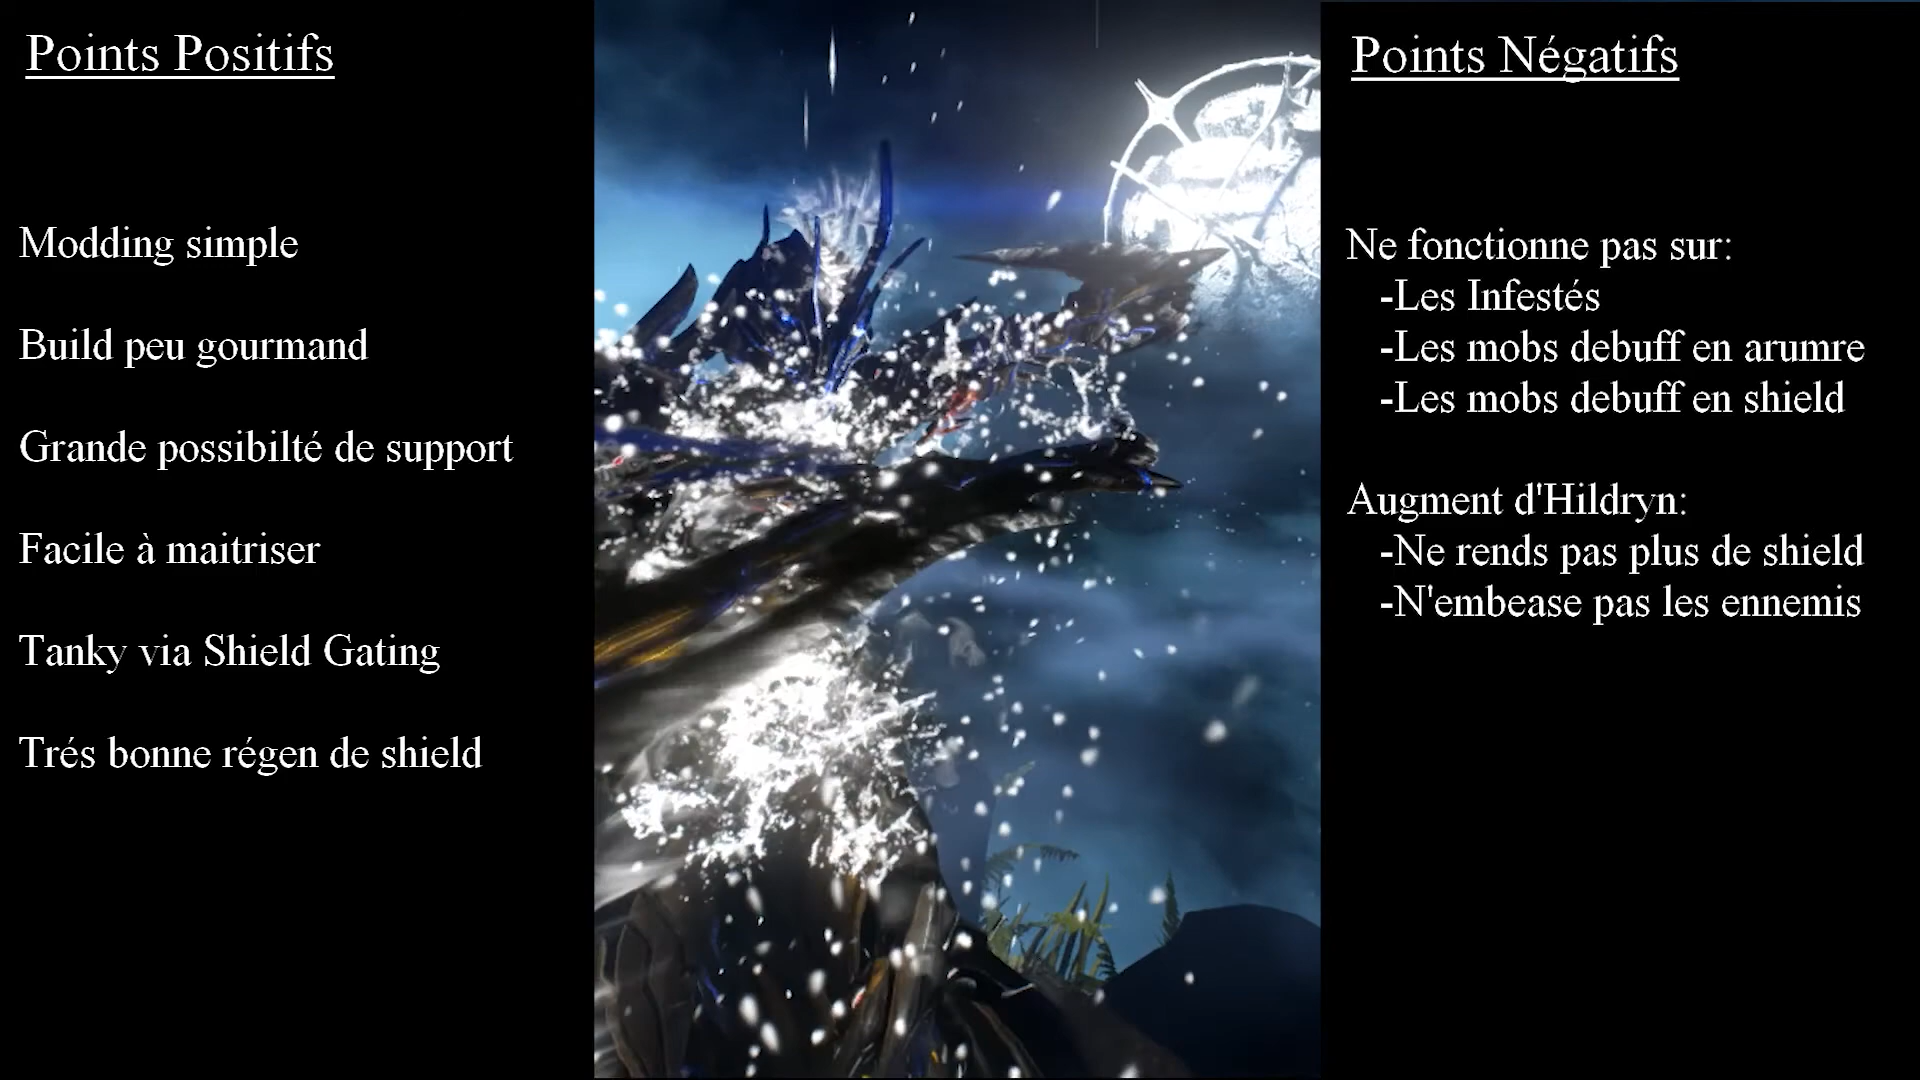 Points Positifs
Modding simple
Build peu gourmand
Grande possibilté de support
Facile à maitriser
Tanky via Shield Gating
Trés bonne régen de shield
Points Négatifs
Ne fonctionne pas sur:
-Les Infestés
-Les mobs debuff en arumre
-Les mobs debuff en shield
Augment d'Hildryn:
-Ne rends pas plus de shield
-N'embease pas les ennemis